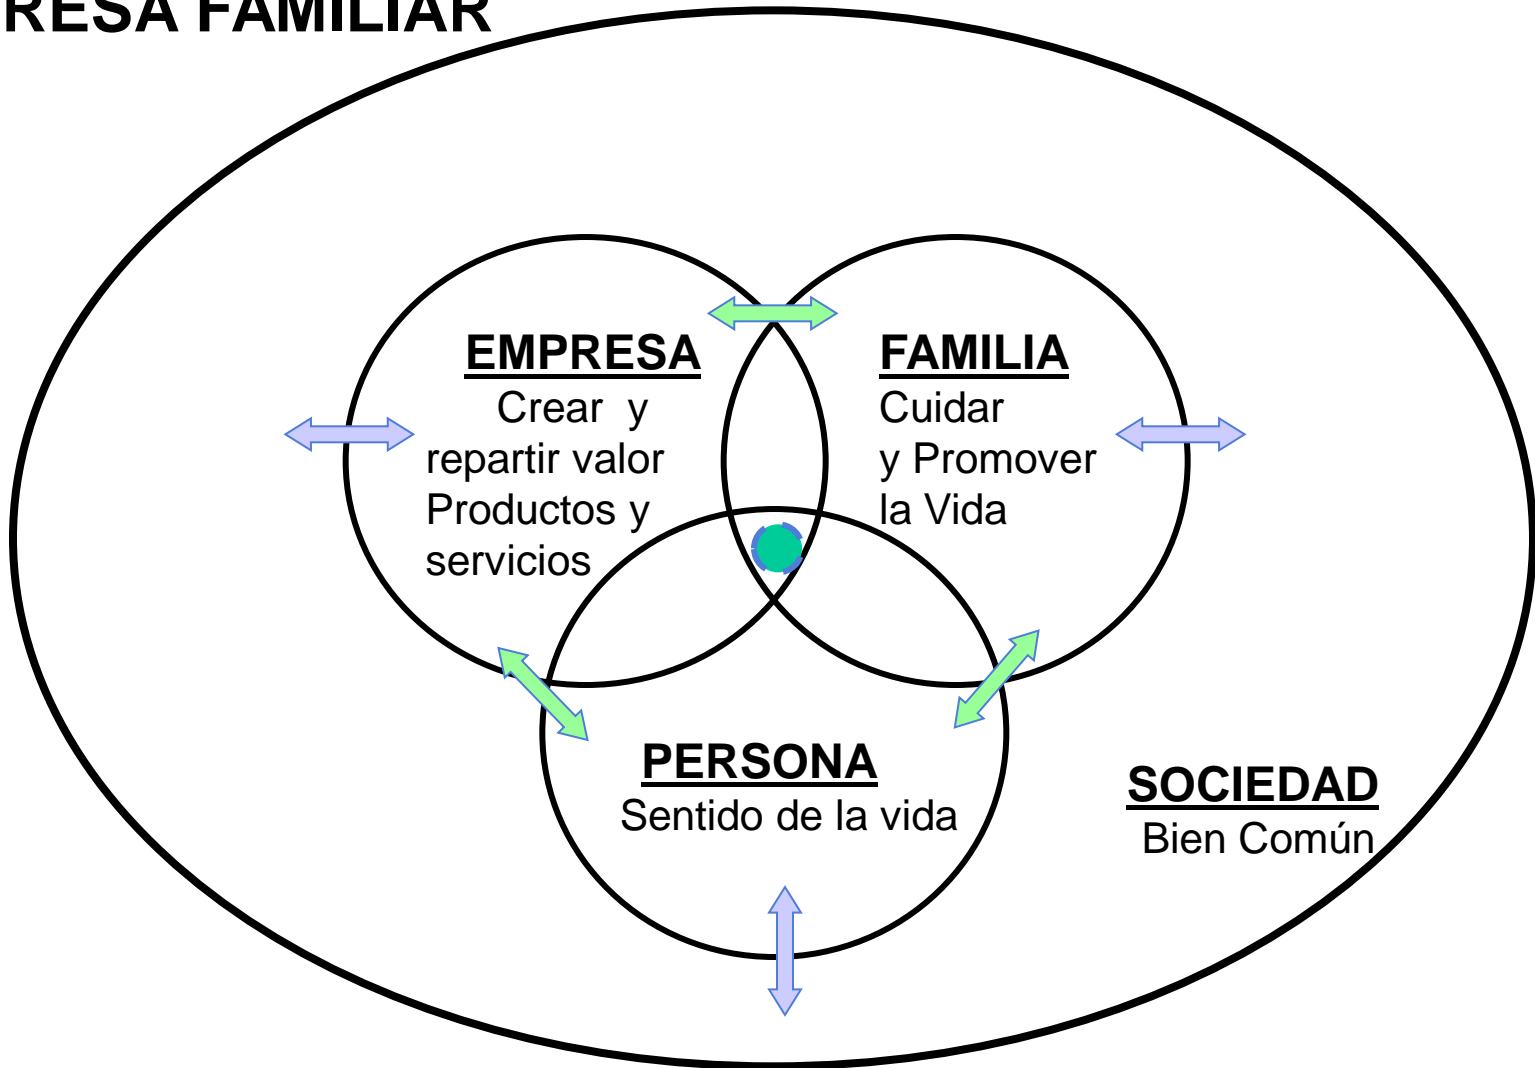 RESA FAMILIAR
EMPRESA
Crear y
repartir valor
Productos y
servicios
FAMILIA
Cuidar
y Promover
la Vida
PERSONA
Sentido de la vida
SOCIEDAD
Bien Común